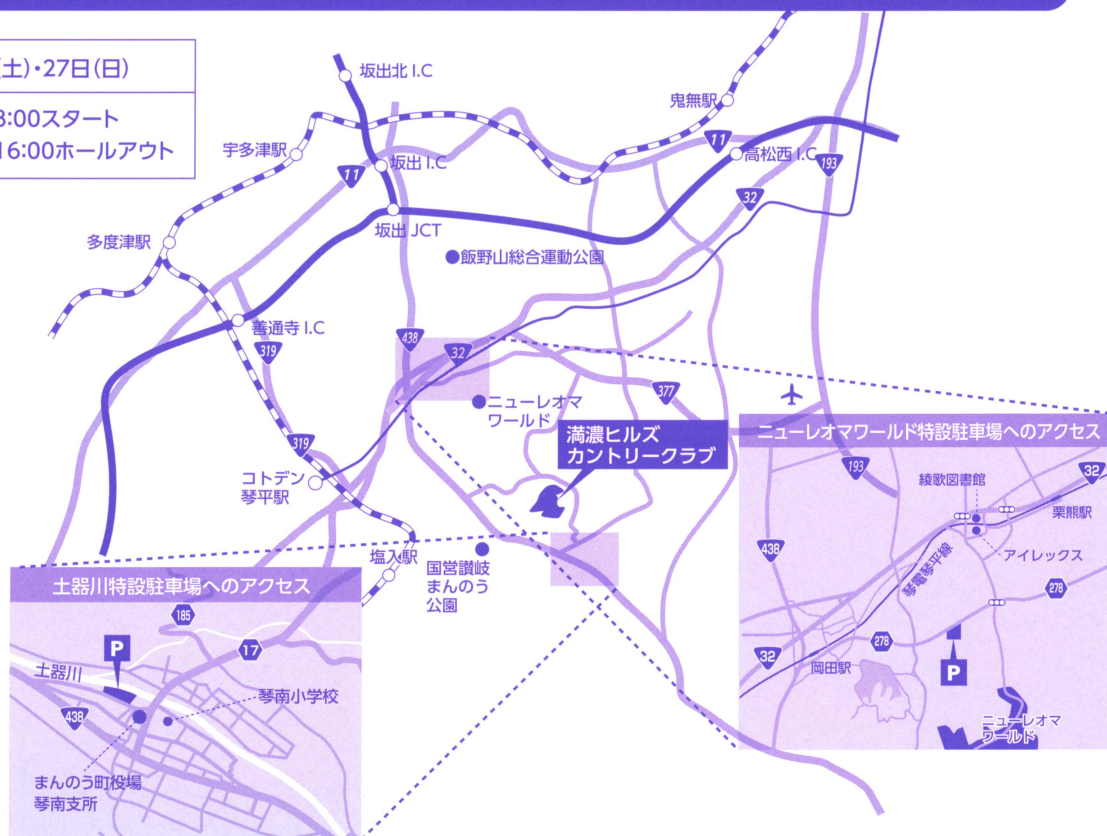 (土)・27日(日)
8:00スタート
16:00ホールアウト
坂出北 I.C
鬼無駅
宇多津駅
坂出 I.C
11
11
高松西 I.C
193
32
多度津駅
坂出 JCT
飯野山総合運動公園
善通寺 I.C
319
438
32
377
ニューレオマ
ワールド
満濃ヒルズ
カントリークラブ
319
193
コトデン
琴平駅
塩入駅
国営讃岐
まんのう
公園
土器川特設駐車場へのアクセス
185
P
17
土器川
琴南小学校
438
まんのう町役場
琴南支所
ニューレオマワールド特設駐車場へのアクセス
綾歌図書館
32
栗熊駅
アイレックス
438
琴電琴平線
278
278
32
岡田駅
P
ニューレオマ
ワールド